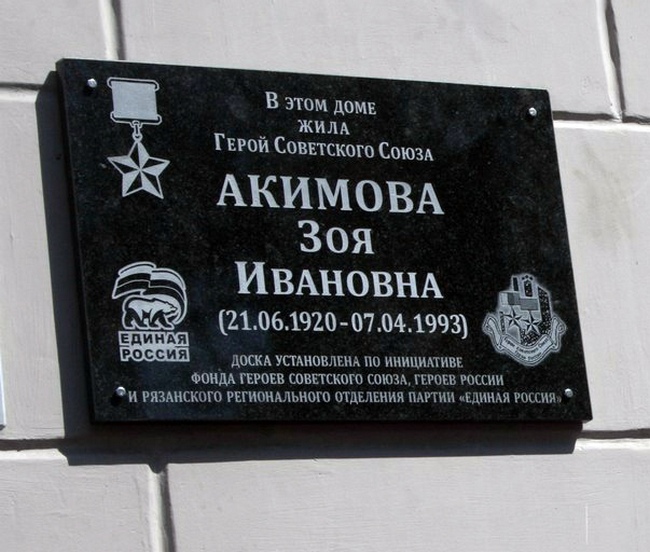 В ЭТОМ ДОМЕ
ЖИЛА
ГЕРОЙ СОВЕТСКОГО СОЮЗА
АКИМОВА
ЗОЯ
ИВАНОВНА
(21.06.1920-07.04.1993)
ЕДИНАЯ
РОССИЯ
ДОСКА УСТАНОВЛЕНА ПО ИНИЦИАТИВЕ
ФОНДА ГЕРОЕВ СОВЕТСКОГО СОЮЗА, ГЕРОЕВ РОССИИ
И РЯЗАНСКОГО РЕГИОНАЛЬНОГО ОТДЕЛЕНИЯ ПАРТИИ «ЕДИНАЯ РОССИЯ»